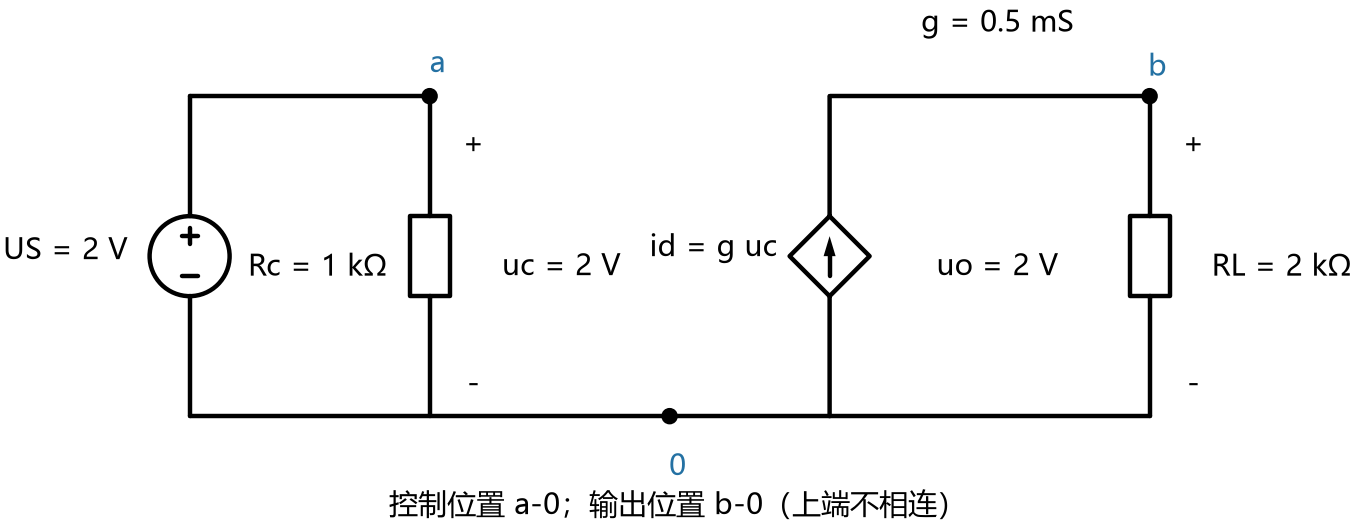 g = 0.5 mS
a
b
+
+
US = 2 V
Rc = 1 kΩ
uc = 2 V
id = g uc
uo = 2 V
RL = 2 kΩ
-
-
0
控制位置 a-0；输出位置 b-0（上端不相连）